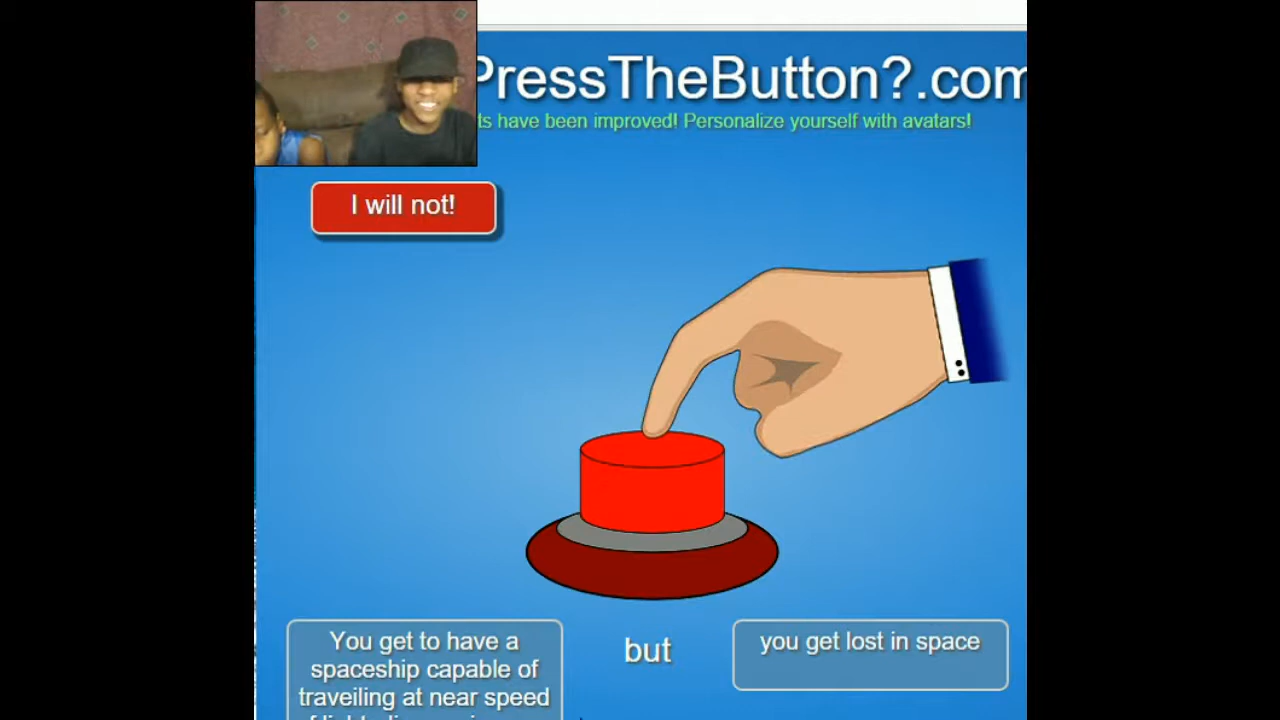 PressTheButton?.com
ts have been improved! Personalize yourself with avatars!
I will not!
You get to have a
spaceship capable of
traveiling at near speed
but
you get lost in space